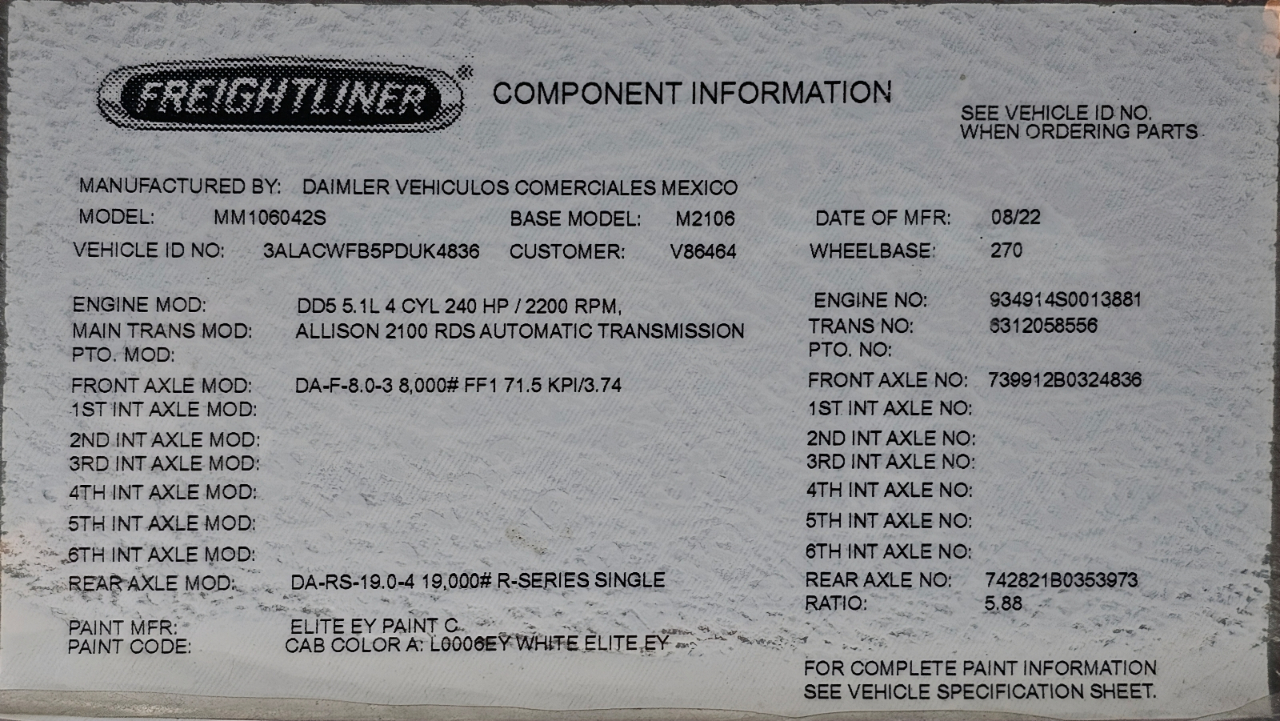 FREIGHTLINER® COMPONENT INFORMATION
SEE VEHICLE ID NO.
WHEN ORDERING PARTS
MANUFACTURED BY: DAIMLER VEHICULOS COMERCIALES MEXICO
MODEL: MM106042S BASE MODEL: M2106 DATE OF MFR: 08/22
VEHICLE ID NO: 3ALACWFB5PDUK4836 CUSTOMER: V86464 WHEELBASE: 270
ENGINE MOD: DD5 5.1L 4 CYL 240 HP / 2200 RPM, ENGINE NO: 934914S0013881
MAIN TRANS MOD: ALLISON 2100 RDS AUTOMATIC TRANSMISSION TRANS NO: 6312058556
PTO. MOD: PTO. NO:
FRONT AXLE MOD: DA-F-8.0-3 8,000# FF1 71.5 KPI/3.74 FRONT AXLE NO: 739912B0324836
1ST INT AXLE MOD: 1ST INT AXLE NO:
2ND INT AXLE MOD: 2ND INT AXLE NO:
3RD INT AXLE MOD: 3RD INT AXLE NO:
4TH INT AXLE MOD: 4TH INT AXLE NO:
5TH INT AXLE MOD: 5TH INT AXLE NO:
6TH INT AXLE MOD: 6TH INT AXLE NO:
REAR AXLE MOD: DA-RS-19.0-4 19,000# R-SERIES SINGLE REAR AXLE NO: 742821B0353973
RATIO: 5.88
PAINT MFR: ELITE EY PAINT C
PAINT CODE: CAB COLOR A: L0006EY WHITE ELITE EY
FOR COMPLETE PAINT INFORMATION
SEE VEHICLE SPECIFICATION SHEET.